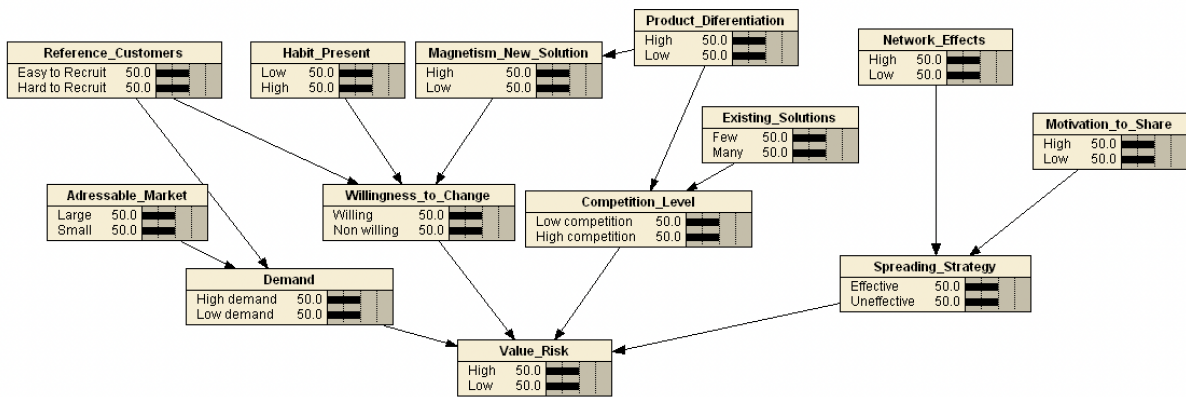 Product_Diferentiation
High 50.0
Low 50.0
Network_Effects
High 50.0
Low 50.0
Reference_Customers
Easy to Recruit 50.0
Hard to Recruit 50.0
Habit_Present
Low 50.0
High 50.0
Magnetism_New_Solution
High 50.0
Low 50.0
Existing_Solutions
Few 50.0
Many 50.0
Motivation_to_Share
High 50.0
Low 50.0
Adressable_Market
Large 50.0
Small 50.0
Willingness_to_Change
Willing 50.0
Non willing 50.0
Competition_Level
Low competition 50.0
High competition 50.0
Spreading_Strategy
Effective 50.0
Uneffective 50.0
Demand
High demand 50.0
Low demand 50.0
Value_Risk
High 50.0
Low 50.0